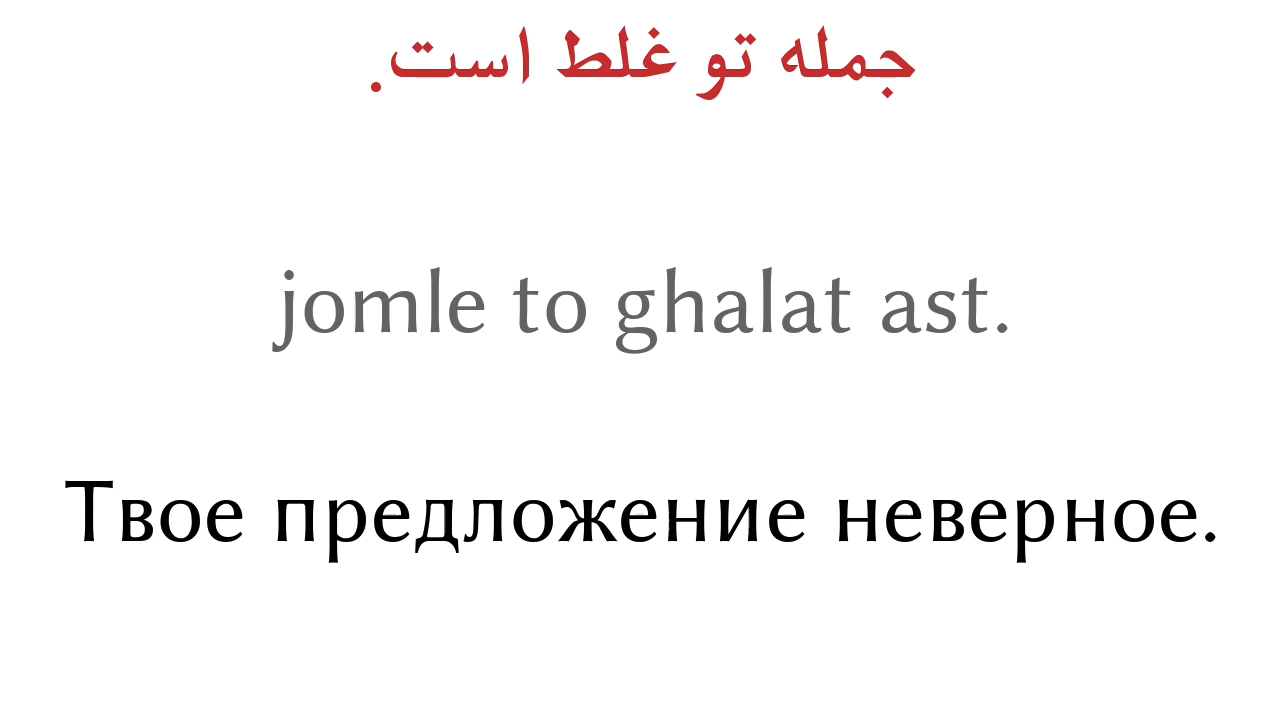 جمله تو غلط است.
jomle to ghalat ast.
Твое предложение неверное.